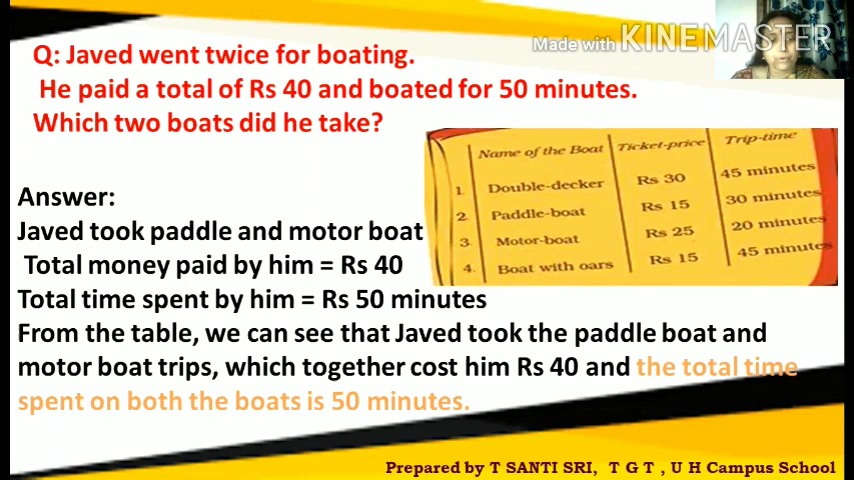 Made with KINEMASTER
Q: Javed went twice for boating.
He paid a total of Rs 40 and boated for 50 minutes.
Which two boats did he take?
Name of the Boat Ticket-price Trip-time
1. Double-decker Rs 30 45 minutes
2. Paddle-boat Rs 15 30 minutes
3. Motor-boat Rs 25 20 minutes
4. Boat with oars Rs 15 45 minutes
Answer:
Javed took paddle and motor boat
Total money paid by him = Rs 40
Total time spent by him = Rs 50 minutes
From the table, we can see that Javed took the paddle boat and
motor boat trips, which together cost him Rs 40 and the total time
spent on both the boats is 50 minutes.
Prepared by T SANTI SRI, T G T , U H Campus School